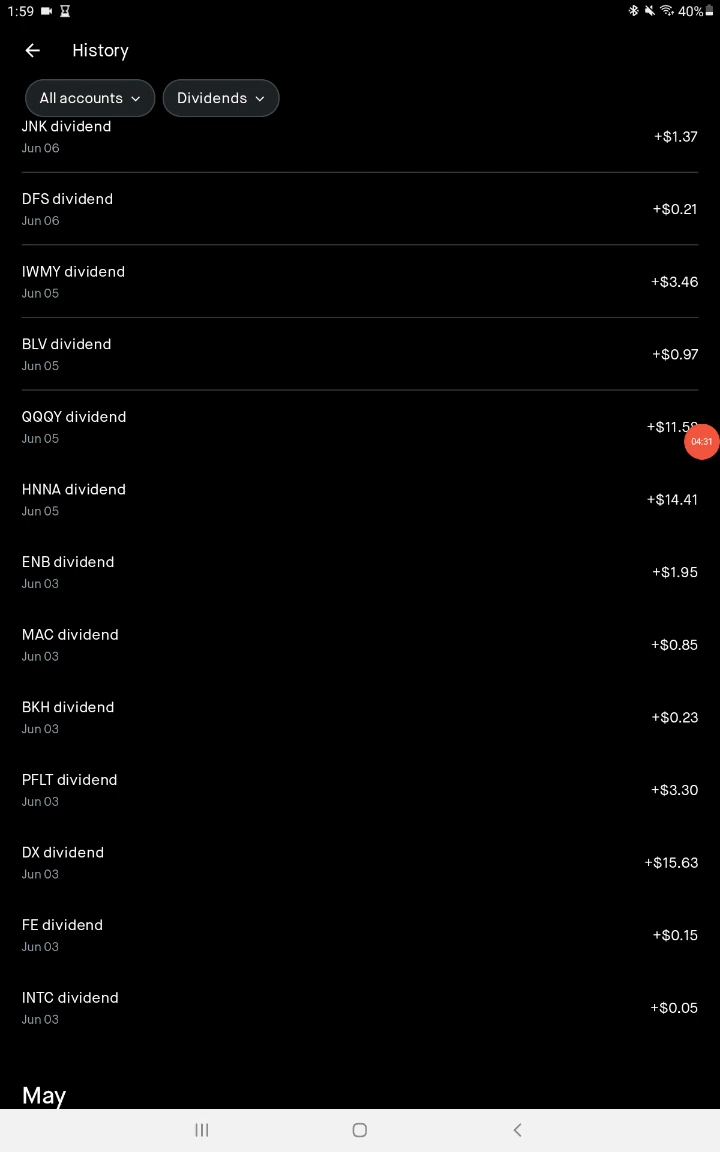 1:59
40%
History
All accounts
Dividends
JNK dividend
+$1.37
Jun 06
DFS dividend
+$0.21
Jun 06
IWMY dividend
+$3.46
Jun 05
BLV dividend
+$0.97
Jun 05
QQQY dividend
Jun 05
04:31
HNNA dividend
+$14.41
Jun 05
ENB dividend
+$1.95
Jun 03
MAC dividend
+$0.85
Jun 03
BKH dividend
+$0.23
Jun 03
PFLT dividend
+$3.30
Jun 03
DX dividend
+$15.63
Jun 03
FE dividend
+$0.15
Jun 03
INTC dividend
+$0.05
Jun 03
May